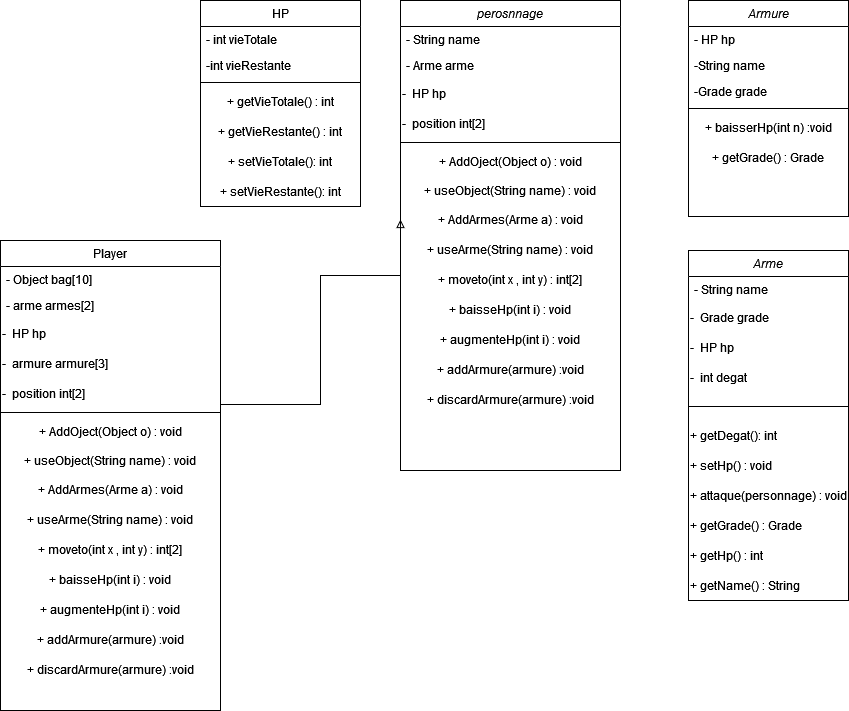 HP
- int vieTotale
-int vieRestante
+ getVieTotale() : int
+ getVieRestante() : int
+ setVieTotale(): int
+ setVieRestante(): int
perosnnage
- String name
- Arme arme
- HP hp
- position int[2]
+ AddOject(Object o) : void
+ useObject(String name) : void
+ AddArmes(Arme a) : void
+ useArme(String name) : void
+ moveto(int x , int y) : int[2]
+ baisseHp(int i) : void
+ augmenteHp(int i) : void
+ addArmure(armure) :void
+ discardArmure(armure) :void
Armure
- HP hp
-String name
-Grade grade
+ baisserHp(int n) :void
+ getGrade() : Grade
Player
- Object bag[10]
- arme armes[2]
- HP hp
- armure armure[3]
- position int[2]
+ AddOject(Object o) : void
+ useObject(String name) : void
+ AddArmes(Arme a) : void
+ useArme(String name) : void
+ moveto(int x , int y) : int[2]
+ baisseHp(int i) : void
+ augmenteHp(int i) : void
+ addArmure(armure) :void
+ discardArmure(armure) :void
Arme
- String name
- Grade grade
- HP hp
- int degat
+ getDegat(): int
+ setHp() : void
+ attaque(personnage) : void
+ getGrade() : Grade
+ getHp() : int
+ getName() : String